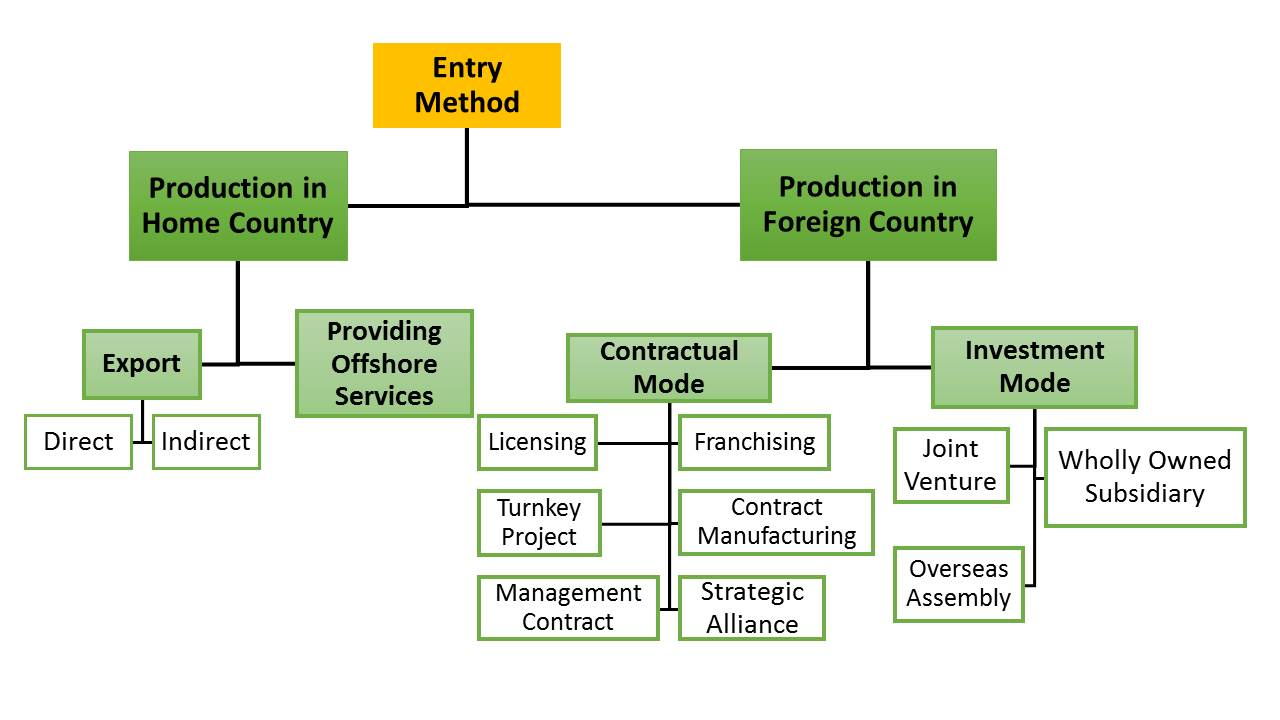 Entry
Method
Production in
Home Country
Production in
Foreign Country
Export
Providing
Offshore
Services
Contractual
Mode
Investment
Mode
Direct
Indirect
Licensing
Franchising
Joint
Venture
Wholly Owned
Subsidiary
Turnkey
Project
Contract
Manufacturing
Overseas
Assembly
Management
Contract
Strategic
Alliance